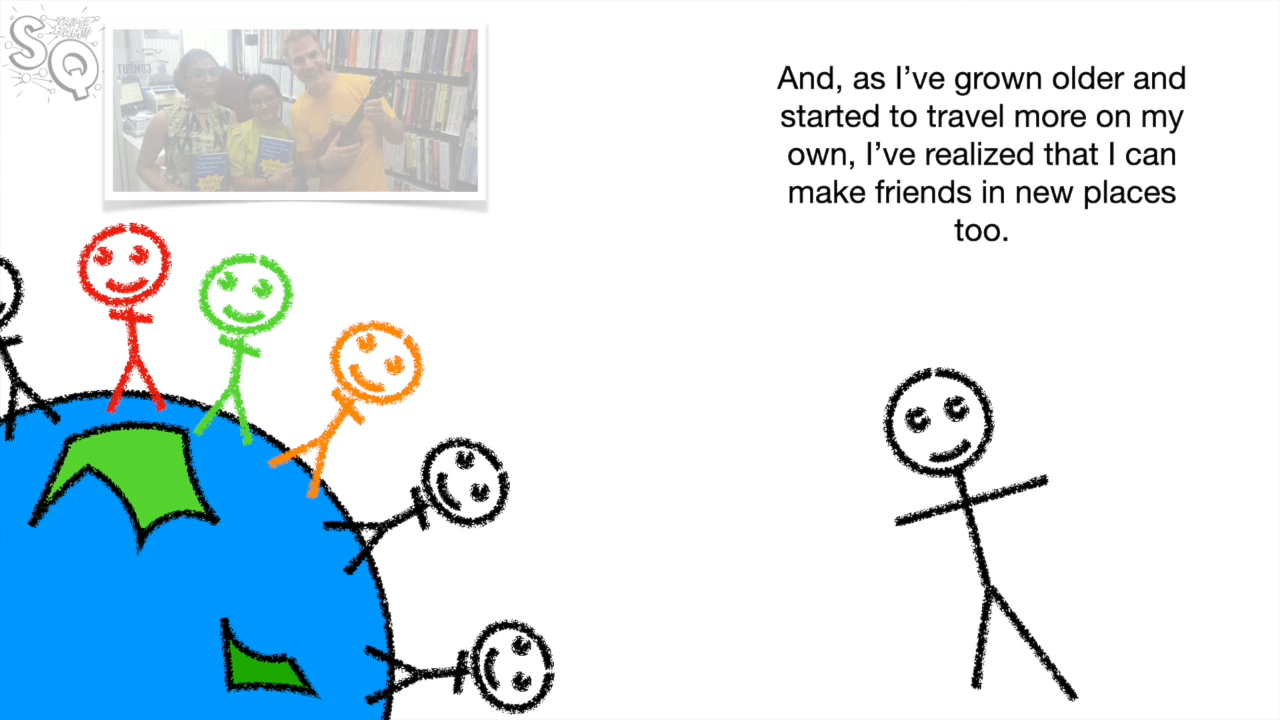 SQ
And, as I’ve grown older and
started to travel more on my
own, I’ve realized that I can
make friends in new places
too.